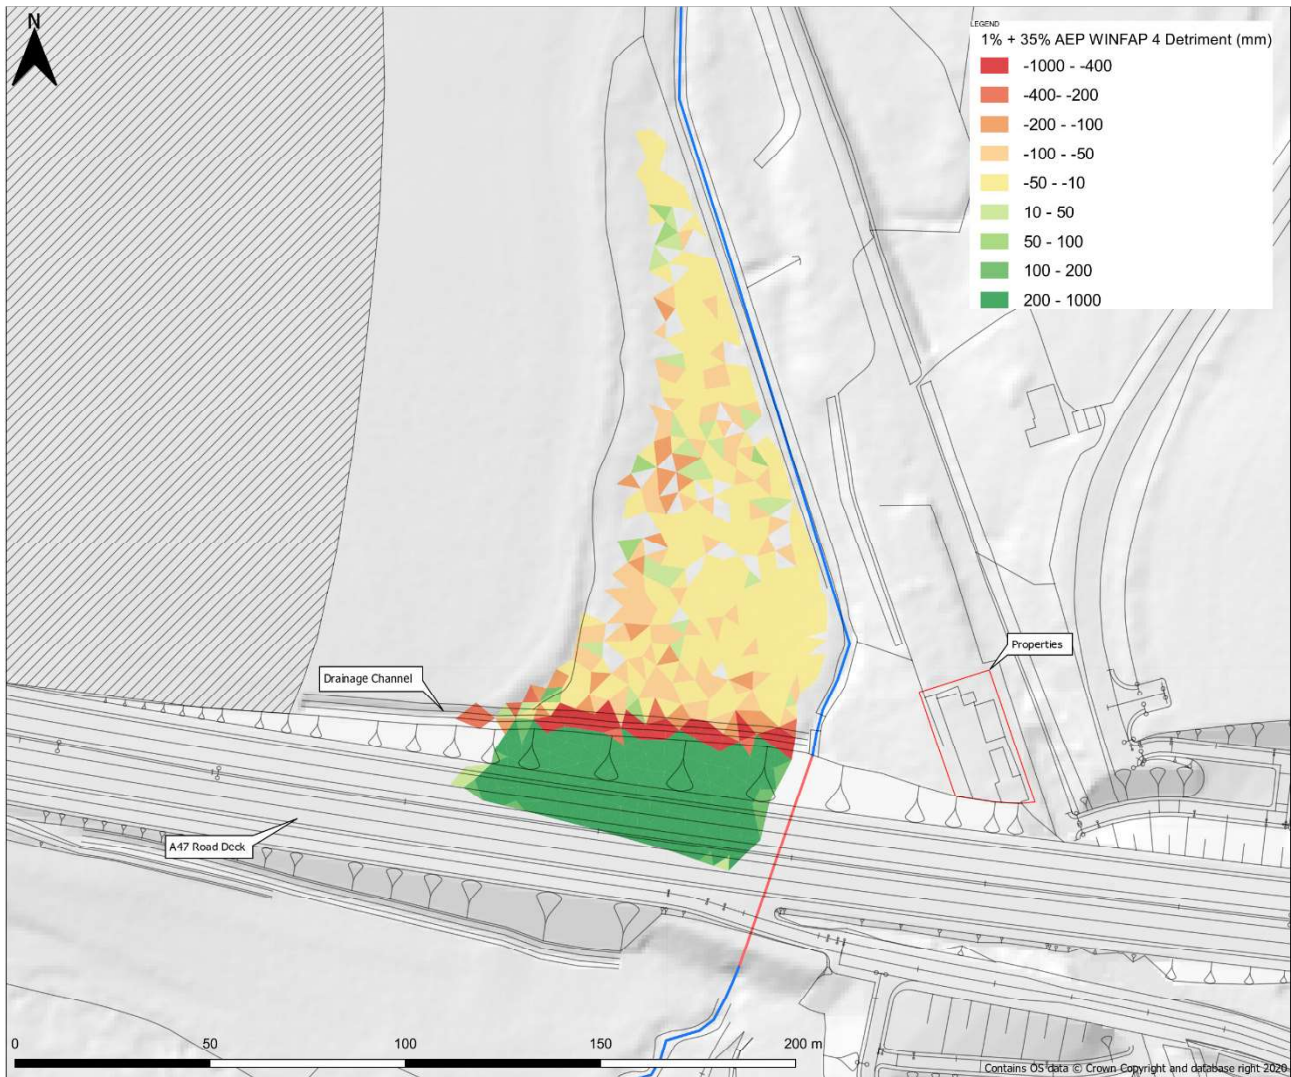 N
LEGEND
1% + 35% AEP WINFAP 4 Detriment (mm)
-1000 - -400
-400- -200
-200 - -100
-100 - -50
-50 - -10
10 - 50
50 - 100
100 - 200
200 - 1000
Properties
Drainage Channel
A47 Road Deck
0 50 100 150 200 m
Contains OS data © Crown Copyright and database right 2020